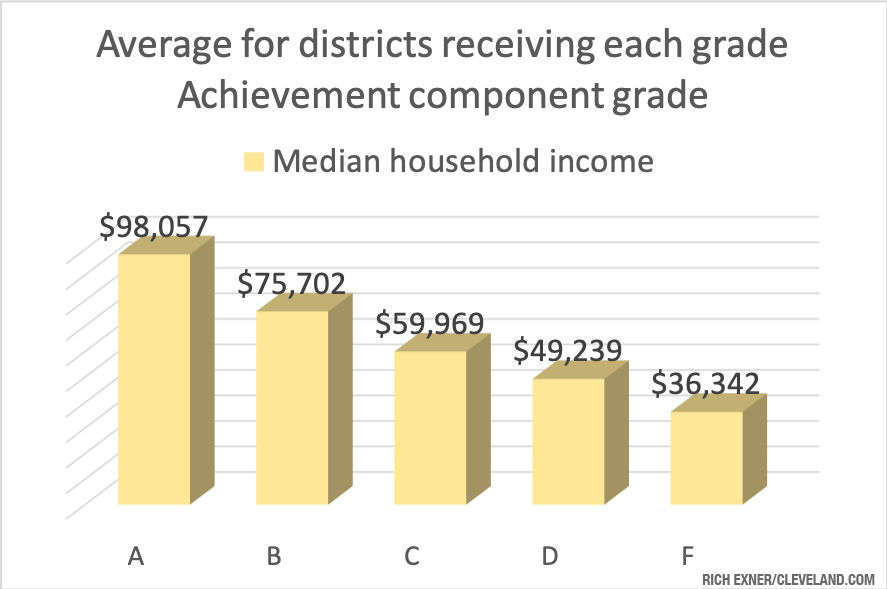 Average for districts receiving each grade
Achievement component grade
Median household income
$98,057
$75,702
$59,969
$49,239
$36,342
A B C D F
RICH EXNER/CLEVELAND.COM